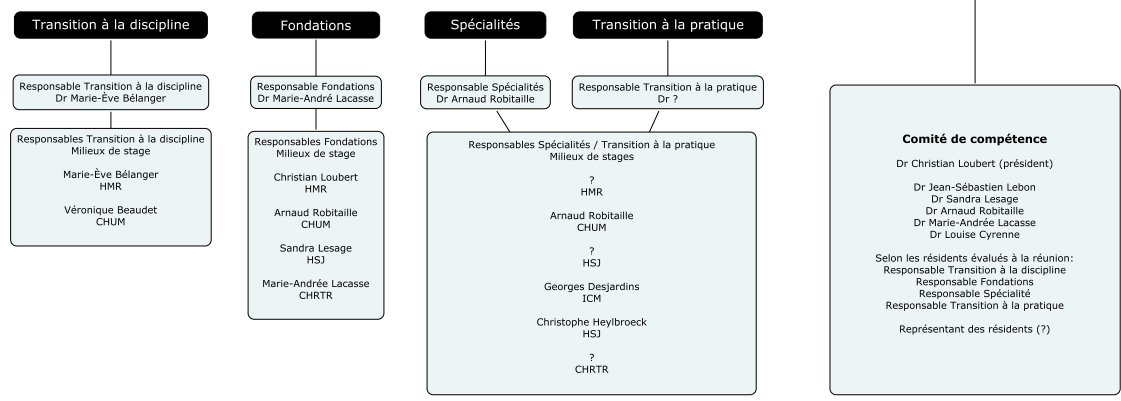 Transition à la discipline
Responsable Transition à la discipline
Dr Marie-Ève Bélanger
Responsables Transition à la discipline
Milieux de stage
Marie-Ève Bélanger
HMR
Véronique Beaudet
CHUM
Fondations
Responsable Fondations
Dr Marie-André Lacasse
Responsables Fondations
Milieux de stage
Christian Loubert
HMR
Arnaud Robitaille
CHUM
Sandra Lesage
HSJ
Marie-Andrée Lacasse
CHRTR
Spécialités
Responsable Spécialités
Dr Arnaud Robitaille
Transition à la pratique
Responsable Transition à la pratique
Dr ?
Responsables Spécialités / Transition à la pratique
Milieux de stages
?
HMR
Arnaud Robitaille
CHUM
?
HSJ
Georges Desjardins
ICM
Christophe Heylbroeck
HSJ
?
CHRTR
Comité de compétence
Dr Christian Loubert (président)
Dr Jean-Sébastien Lebon
Dr Sandra Lesage
Dr Arnaud Robitaille
Dr Marie-Andrée Lacasse
Dr Louise Cyrenne
Selon les résidents évalués à la réunion:
Responsable Transition à la discipline
Responsable Fondations
Responsable Spécialité
Responsable Transition à la pratique
Représentant des résidents (?)